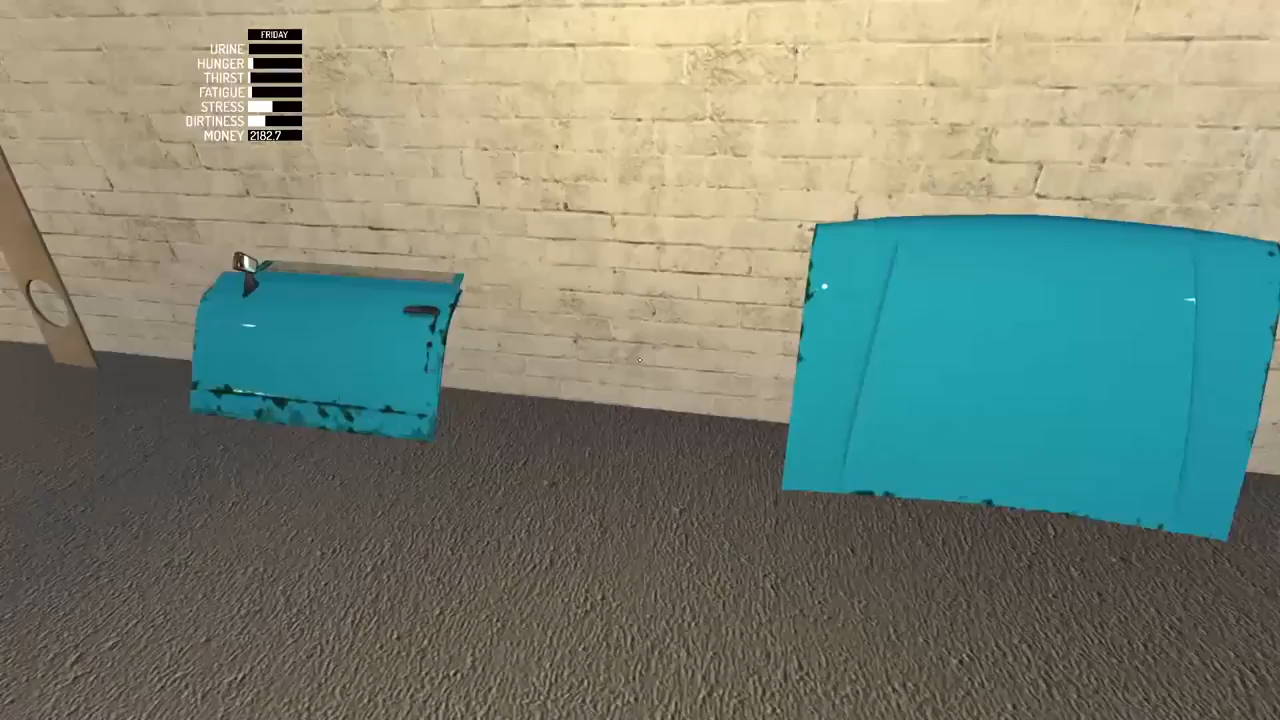 FRIDAY
URINE
HUNGER
THIRST
FATIGUE
STRESS
DIRTINESS
MONEY 2182.7